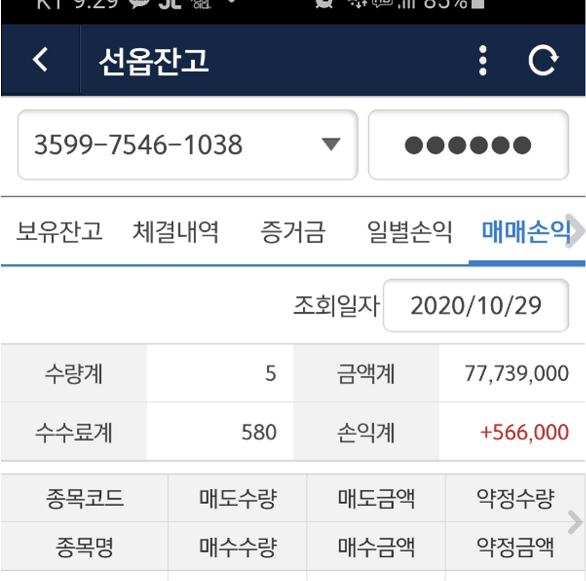 KT 9:29 85%
선옵잔고
3599-7546-1038 ●●●●●●
보유잔고 체결내역 증거금 일별손익 매매손익
조회일자 2020/10/29
수량계 5 금액계 77,739,000
수수료계 580 손익계 +566,000
종목코드 매도수량 매도금액 약정수량
종목명 매수수량 매수금액 약정금액